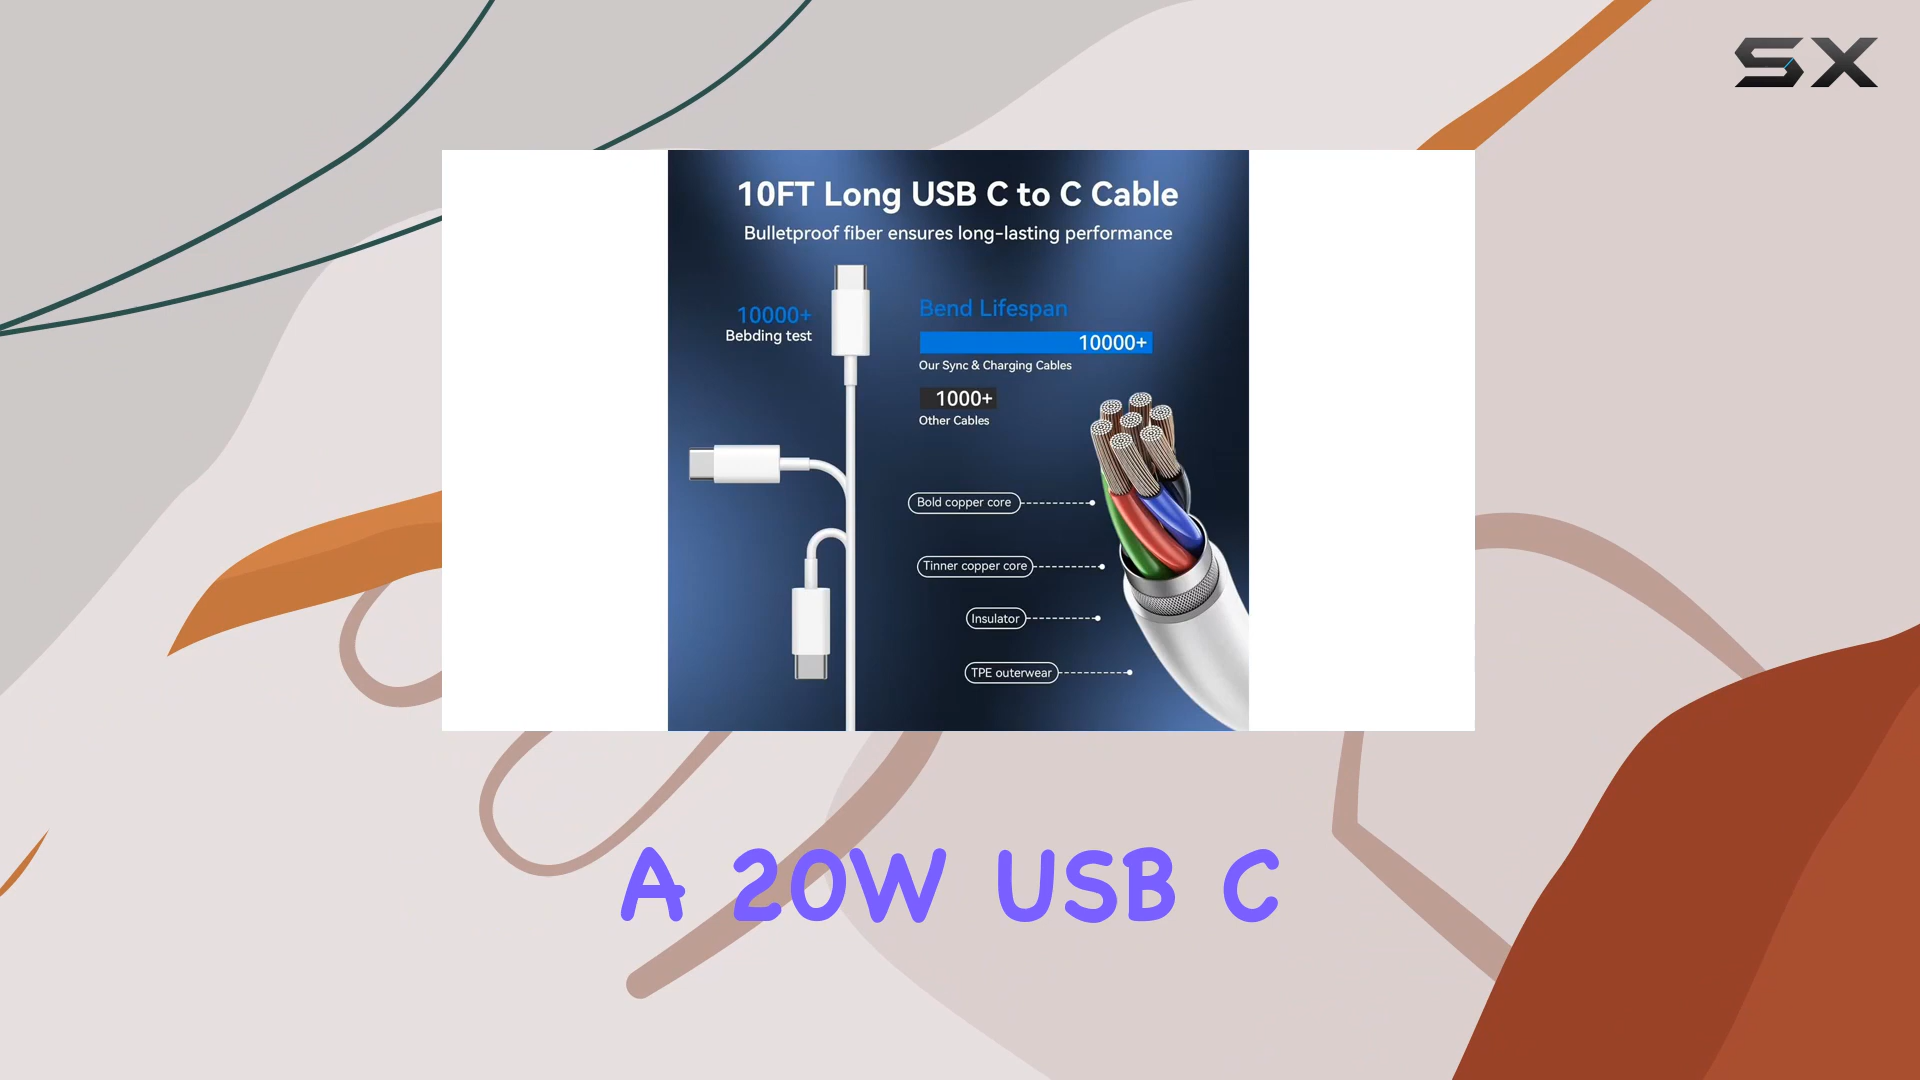 SX
10FT Long USB C to C Cable
Bulletproof fiber ensures long-lasting performance
10000+
Bebding test
Bend Lifespan
10000+
Our Sync & Charging Cables
1000+
Other Cables
Bold copper core
Tinner copper core
Insulator
TPE outerwear
A 20W USB C